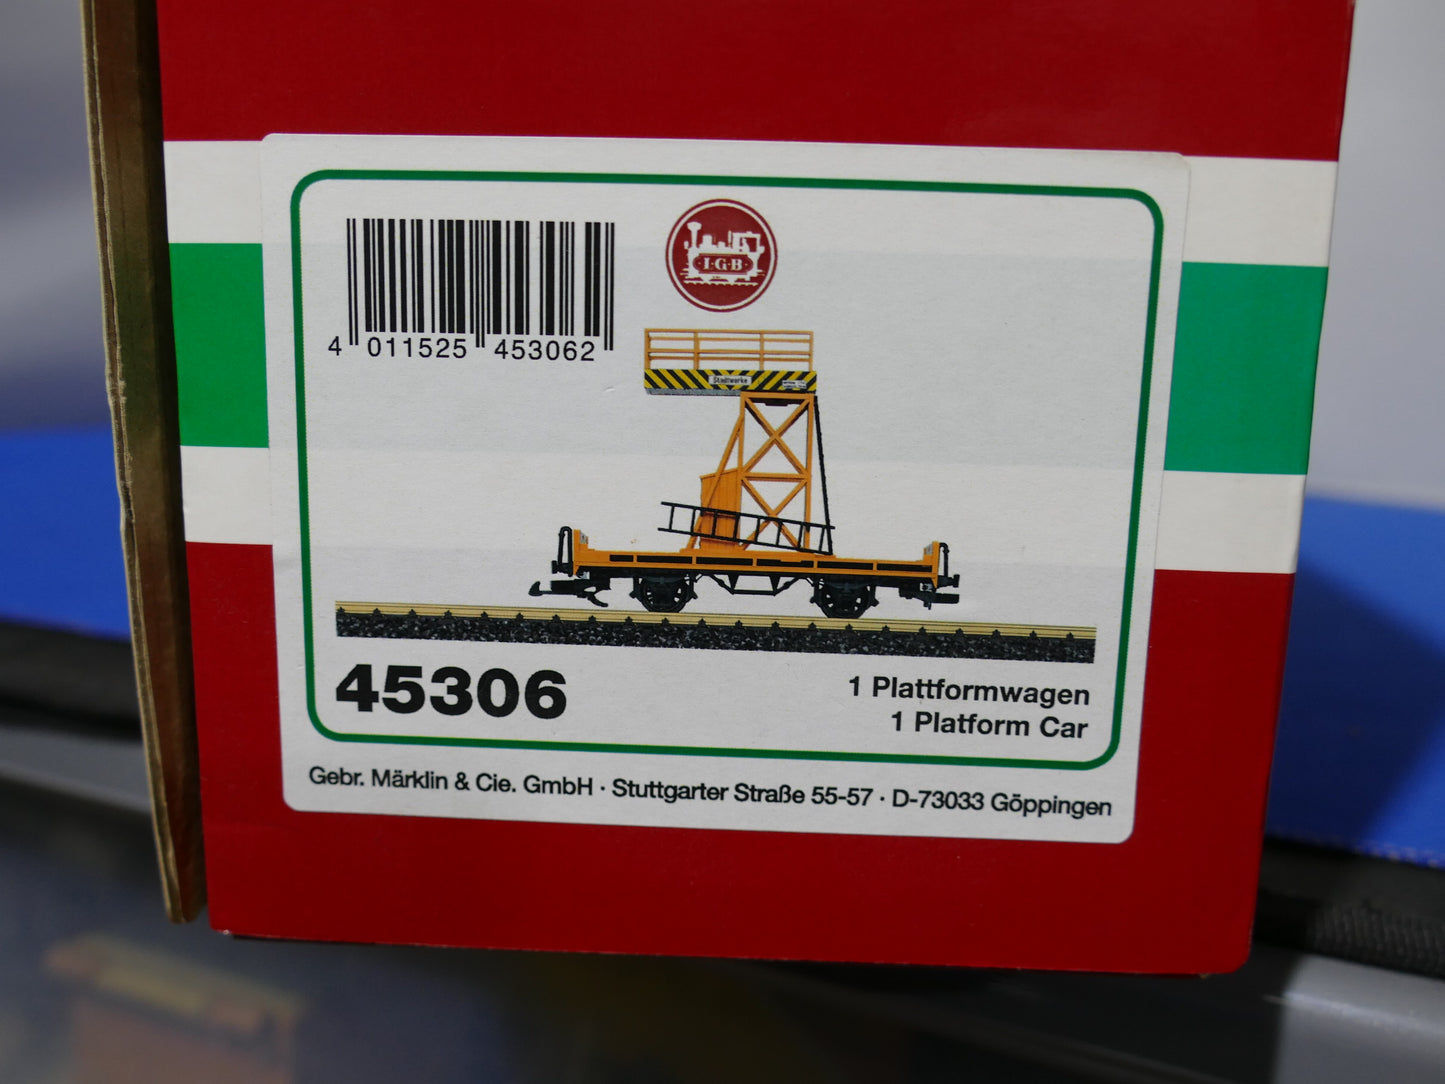 L·G·B
4 011525 453062
Stadtwerke
45306
1 Plattformwagen
1 Platform Car
Gebr. Märklin & Cie. GmbH · Stuttgarter Straße 55-57 · D-73033 Göppingen